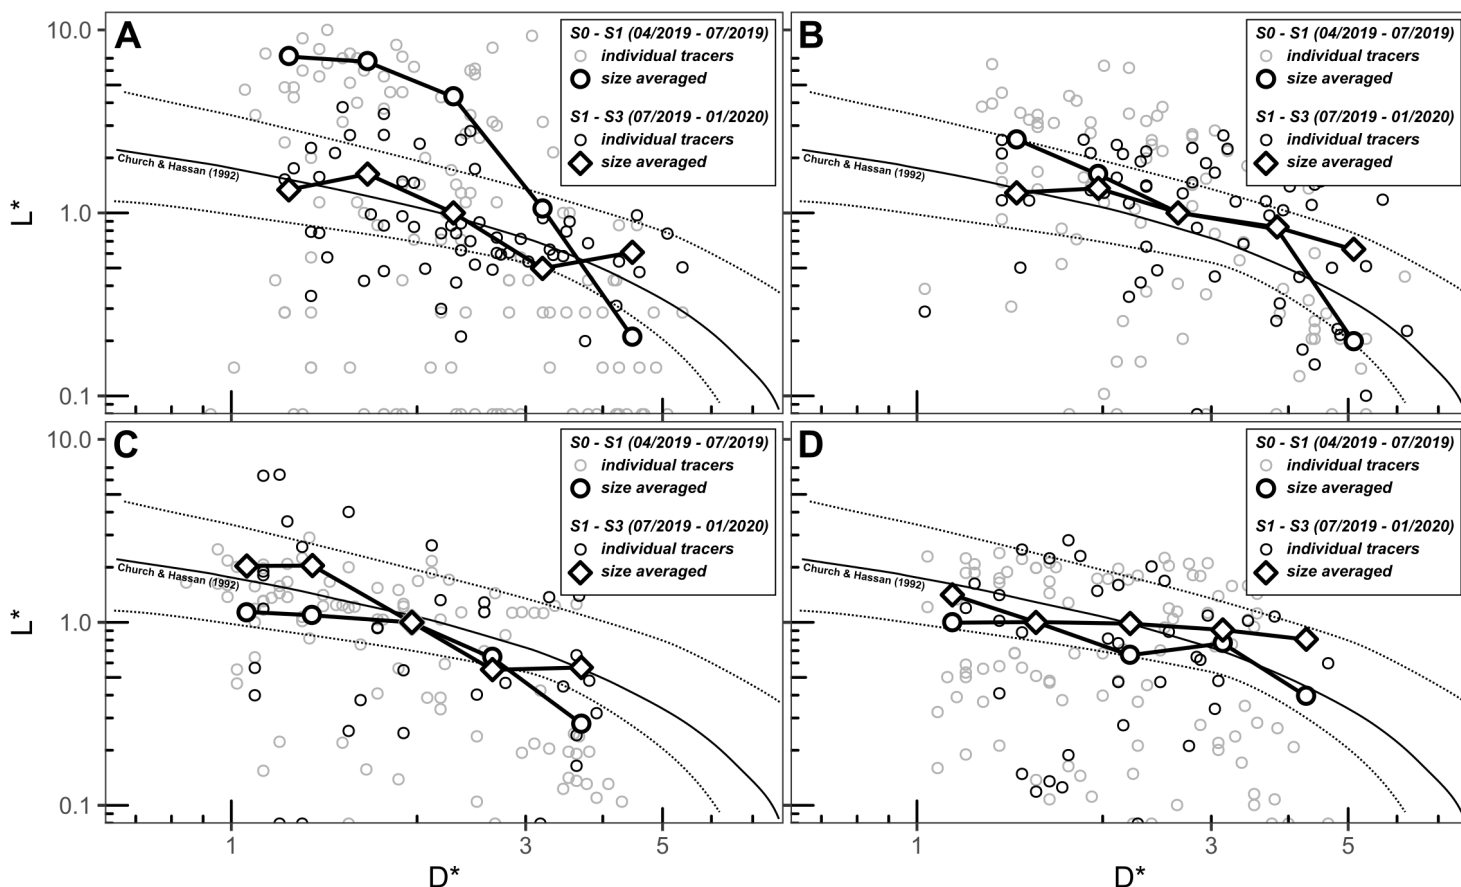 A
S0 - S1 (04/2019 - 07/2019)
individual tracers
size averaged
S1 - S3 (07/2019 - 01/2020)
individual tracers
size averaged
Church & Hassan (1992)
10.0
1.0
0.1
L*
B
S0 - S1 (04/2019 - 07/2019)
individual tracers
size averaged
S1 - S3 (07/2019 - 01/2020)
individual tracers
size averaged
Church & Hassan (1992)
C
S0 - S1 (04/2019 - 07/2019)
individual tracers
size averaged
S1 - S3 (07/2019 - 01/2020)
individual tracers
size averaged
Church & Hassan (1992)
10.0
1.0
0.1
L*
1 3 5
D*
D
S0 - S1 (04/2019 - 07/2019)
individual tracers
size averaged
S1 - S3 (07/2019 - 01/2020)
individual tracers
size averaged
Church & Hassan (1992)
1 3 5
D*